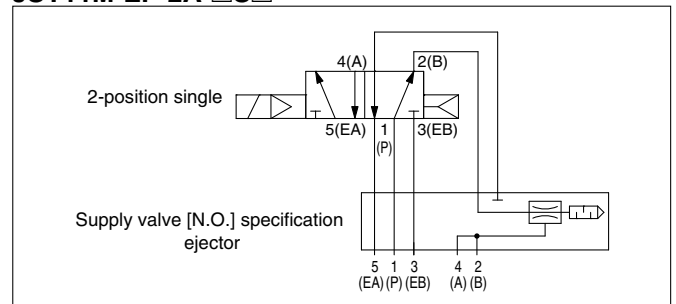 4(A) 2(B)
2-position single
5(EA) 1 3(EB)
(P)
Supply valve [N.O.] specification
ejector
5 1 3 4 2
(EA) (P) (EB) (A) (B)